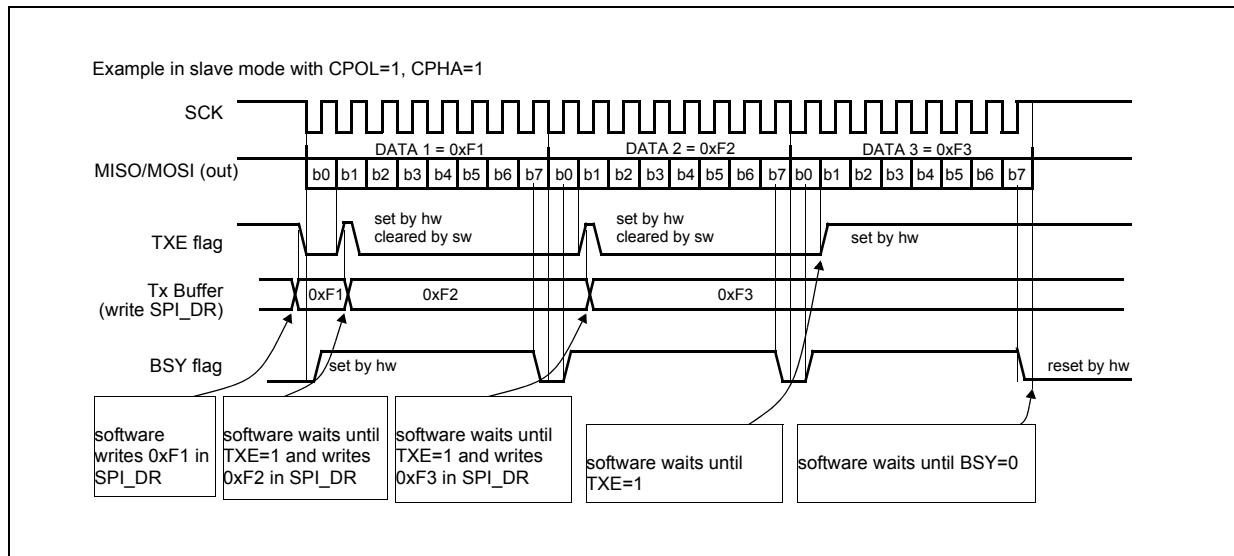 Example in slave mode with CPOL=1, CPHA=1
SCK
DATA 1 = 0xF1
DATA 2 = 0xF2
DATA 3 = 0xF3
MISO/MOSI (out)
b0 b1 b2 b3 b4 b5 b6 b7 b0 b1 b2 b3 b4 b5 b6 b7 b0 b1 b2 b3 b4 b5 b6 b7
TXE flag
set by hw
cleared by sw
set by hw
cleared by sw
set by hw
Tx Buffer
(write SPI_DR)
0xF1
0xF2
0xF3
BSY flag
set by hw
reset by hw
software
writes 0xF1 in
SPI_DR
software waits until
TXE=1 and writes
0xF2 in SPI_DR
software waits until
TXE=1 and writes
0xF3 in SPI_DR
software waits until
TXE=1
software waits until BSY=0